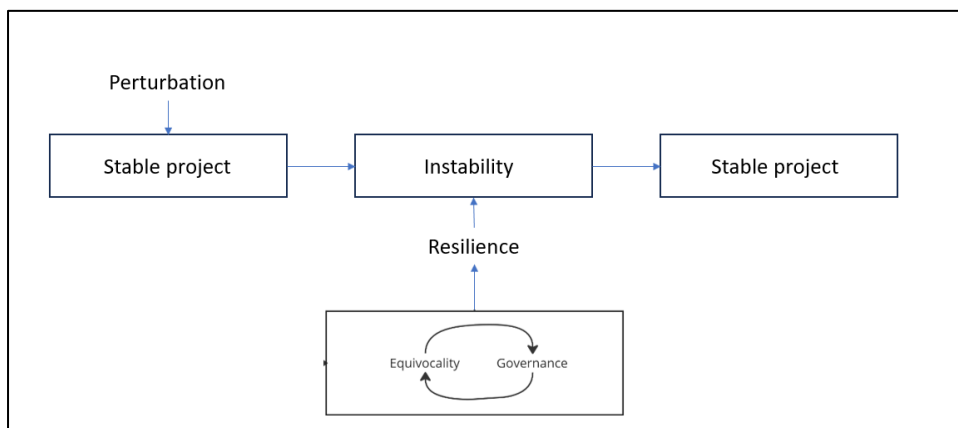 Perturbation
Stable project
Instability
Stable project
Resilience
Equivocality
Governance